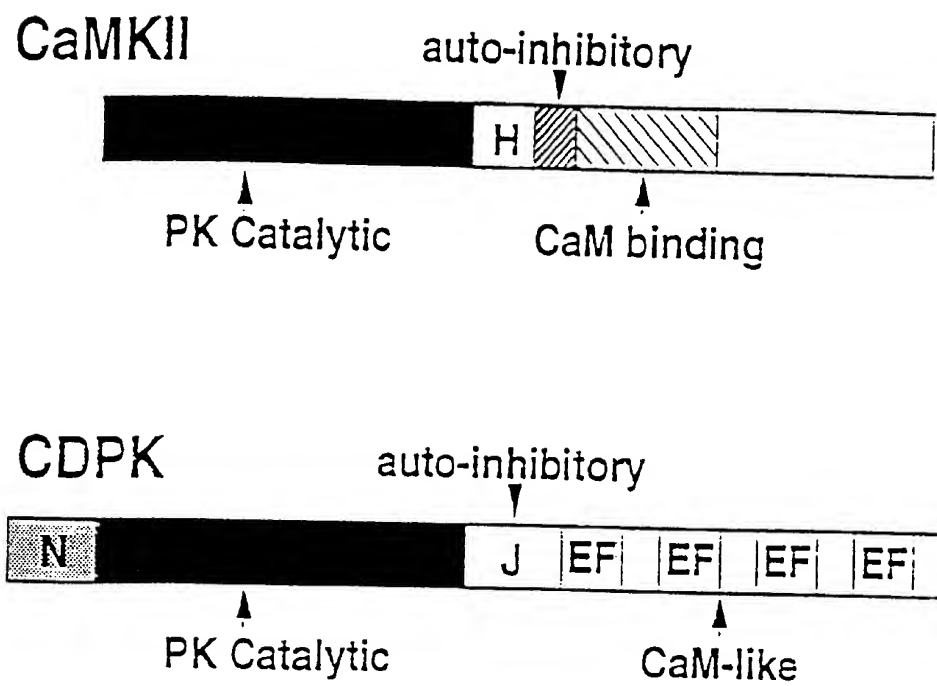 CaMKII
auto-inhibitory
H
PK Catalytic
CaM binding
CDPK
auto-inhibitory
N J EF EF EF EF
PK Catalytic
CaM-like